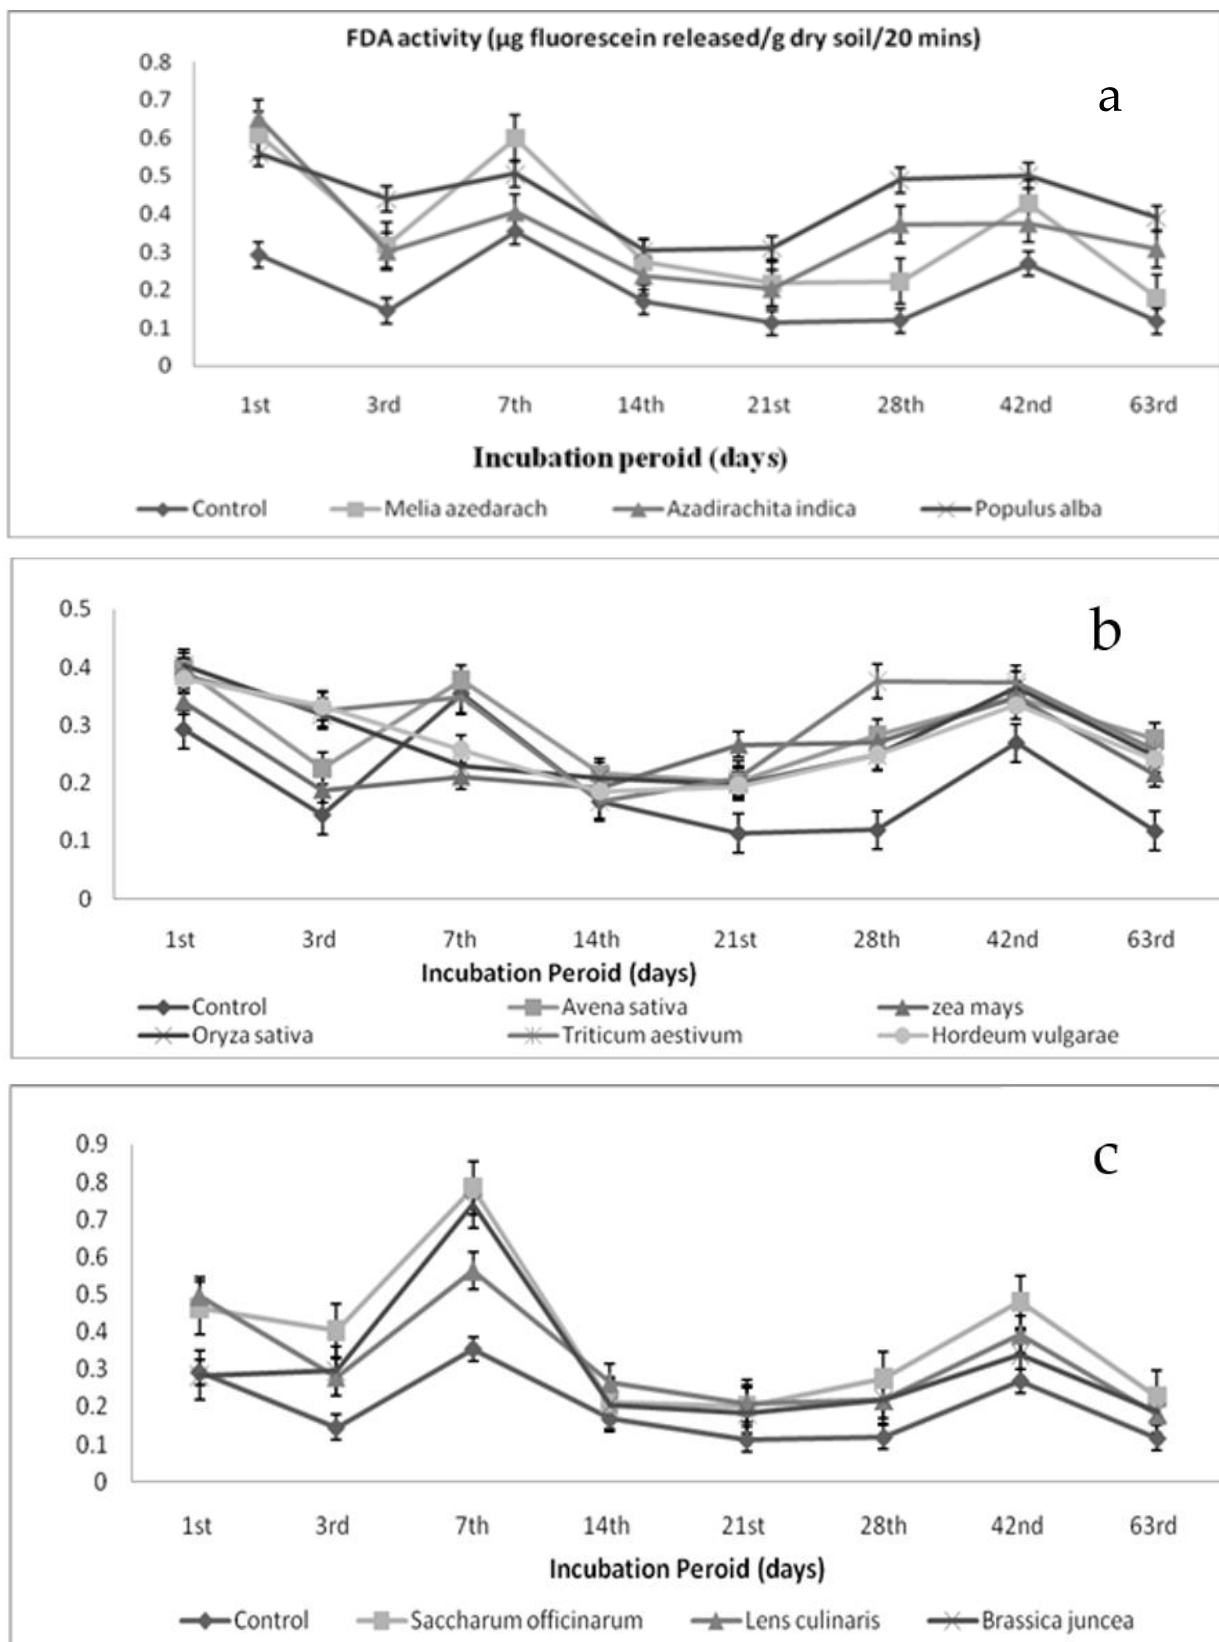 FDA activity (µg fluorescein released/g dry soil/20 mins)
a
0.8
0.7
0.6
0.5
0.4
0.3
0.2
0.1
0
1st 3rd 7th 14th 21st 28th 42nd 63rd
Incubation peroid (days)
Control Melia azedarach Azadirachita indica Populus alba
b
0.5
0.4
0.3
0.2
0.1
0
1st 3rd 7th 14th 21st 28th 42nd 63rd
Incubation Peroid (days)
Control Avena sativa zea mays
Oryza sativa Triticum aestivum Hordeum vulgarae
c
0.9
0.8
0.7
0.6
0.5
0.4
0.3
0.2
0.1
0
1st 3rd 7th 14th 21st 28th 42nd 63rd
Incubation Peroid (days)
Control Saccharum officinarum Lens culinaris Brassica juncea